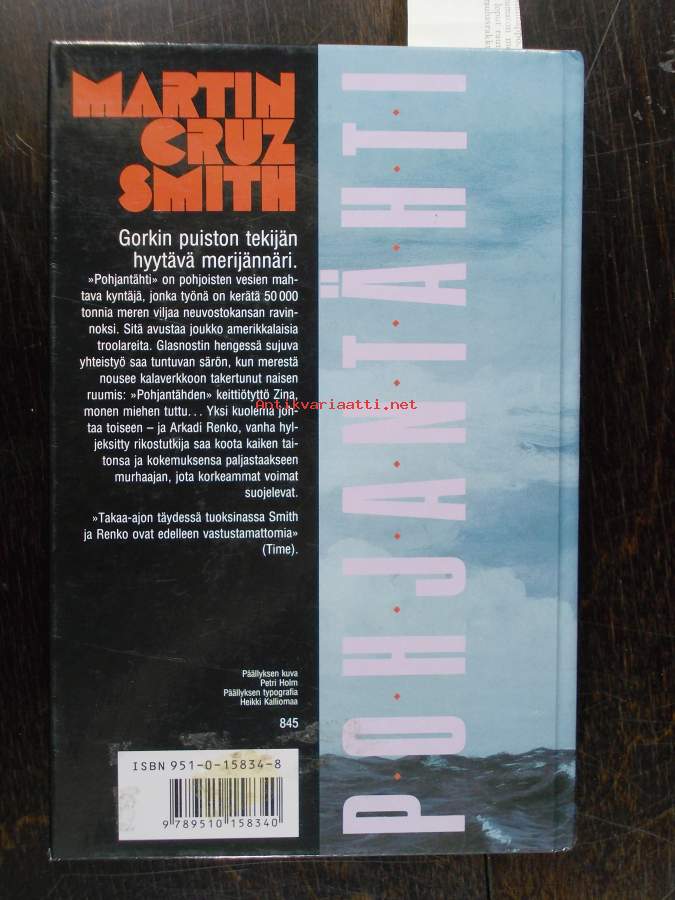 MARTIN
CRUZ
SMITH
Gorkin puiston tekijän
hyytävä merijännäri.
»Pohjantähti» on pohjoisten vesien mah-
tava kyntäjä, jonka työnä on kerätä 50 000
tonnia meren viljaa neuvostokansan ravin-
noksi. Sitä avustaa joukko amerikkalaisia
troolareita. Glasnostin hengessä sujuva
yhteistyö saa tuntuvan särön, kun merestä
nousee kalaverkkoon takertunut naisen
ruumis: »Pohjantähden» keittiötyttö Zina,
monen miehen tuttu... Yksi kuolema joh-
taa toiseen – ja Arkadi Renko, vanha hyl-
jeksitty rikostutkija saa koota kaiken tai-
tonsa ja kokemuksensa paljastaakseen
murhaajan, jota korkeammat voimat
suojelevat.
»Takaa-ajon täydessä tuoksinassa Smith
ja Renko ovat edelleen vastustamattomia»
(Time).
Päällyksen kuva
Petri Holm
Päällyksen typografia
Heikki Kalliomaa
845
ISBN 951-0-15834-8
9 789510 158340
P·O·H·J·A·N·T·Ä·H·T·I
Antikvariaatti.net